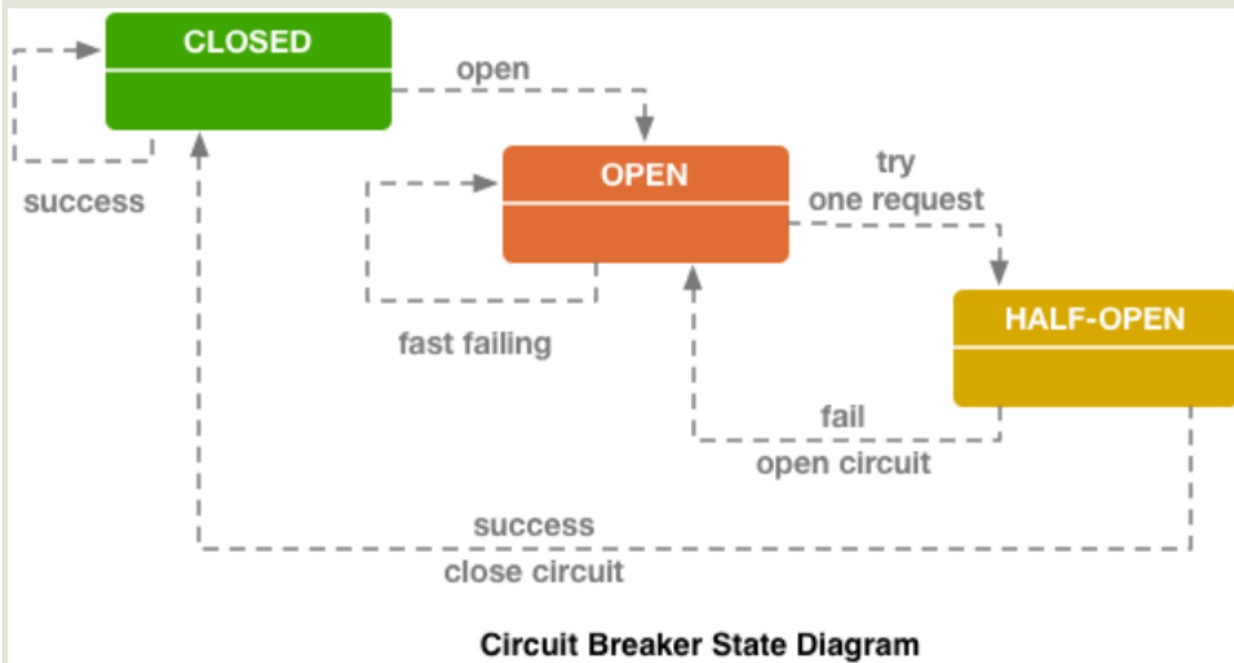 CLOSED
open
success
OPEN
try
one request
fast failing
HALF-OPEN
fail
open circuit
success
close circuit
Circuit Breaker State Diagram